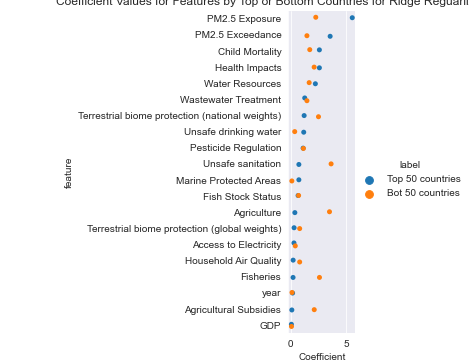 Coefficient Values for Features by Top or Bottom Countries for Ridge
PM2.5 Exposure
PM2.5 Exceedance
Child Mortality
Health Impacts
Water Resources
Wastewater Treatment
Terrestrial biome protection (national weights)
Unsafe drinking water
Pesticide Regulation
Unsafe sanitation
Marine Protected Areas
Fish Stock Status
Agriculture
Terrestrial biome protection (global weights)
Access to Electricity
Household Air Quality
Fisheries
year
Agricultural Subsidies
GDP
feature
0 5
Coefficient
label
Top 50 countries
Bot 50 countries